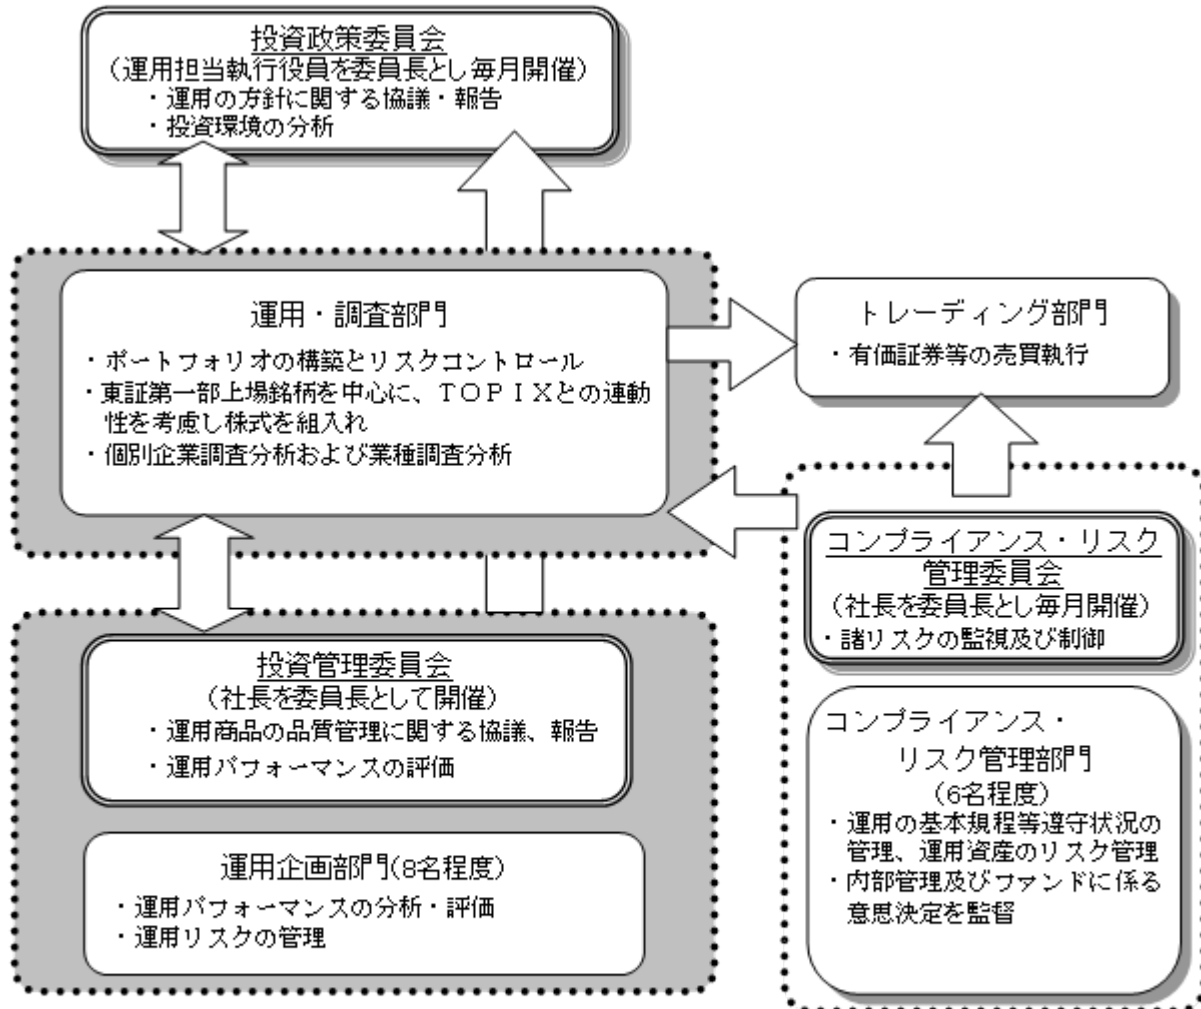 投資政策委員会
(運用担当執行役員を委員長とし毎月開催)
・運用の方針に関する協議・報告
・投資環境の分析
運用・調査部門
・ポートフォリオの構築とリスクコントロール
・東証第一部上場銘柄を中心に、TOPIXとの連動
性を考慮し株式を組入れ
・個別企業調査分析および業種調査分析
トレーディング部門
・有価証券等の売買執行
コンプライアンス・リスク
管理委員会
(社長を委員長とし毎月開催)
・諸リスクの監視及び制御
投資管理委員会
(社長を委員長として開催)
・運用商品の品質管理に関する協議、報告
・運用パフォーマンスの評価
運用企画部門(8名程度)
・運用パフォーマンスの分析・評価
・運用リスクの管理
コンプライアンス・
リスク管理部門
(6名程度)
・運用の基本規程等遵守状況の
管理、運用資産のリスク管理
・内部管理及びファンドに係る
意思決定を監督